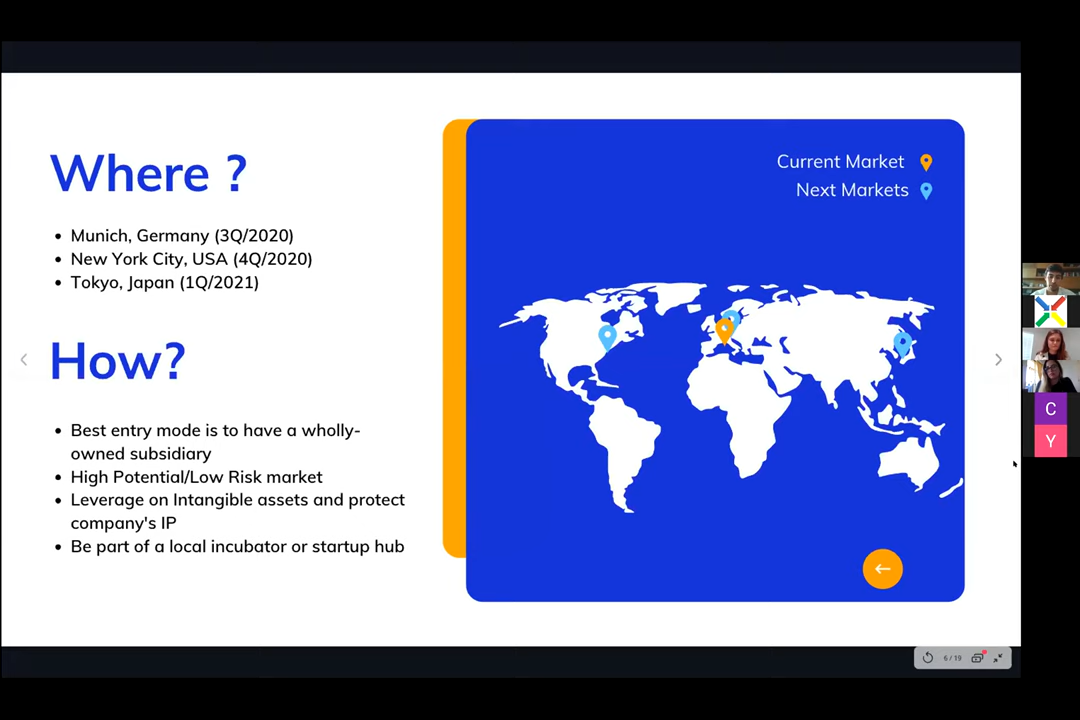 Where ?
• Munich, Germany (3Q/2020)
• New York City, USA (4Q/2020)
• Tokyo, Japan (1Q/2021)
How?
• Best entry mode is to have a wholly-
owned subsidiary
• High Potential/Low Risk market
• Leverage on Intangible assets and protect
company's IP
• Be part of a local incubator or startup hub
Current Market
Next Markets
C
Y
6 / 19